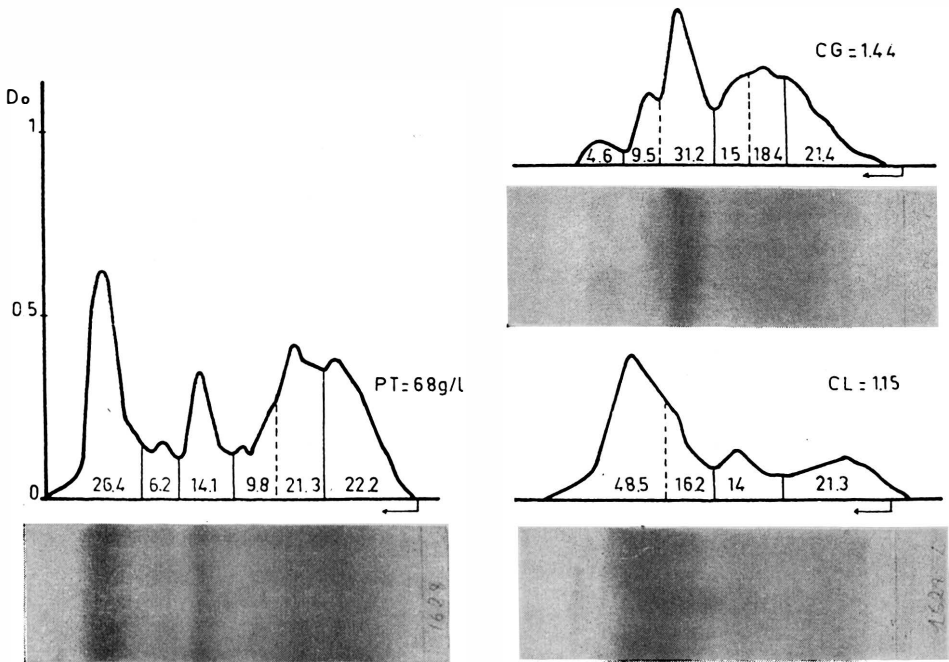 Do
1
0 5
0
PT = 68g/l
26.4 6.2 14.1 9.8 21.3 22.2
1629
CG = 1.44
4.6 9.5 31.2 15 18.4 21.4
CL = 1.15
48.5 16.2 14 21.3